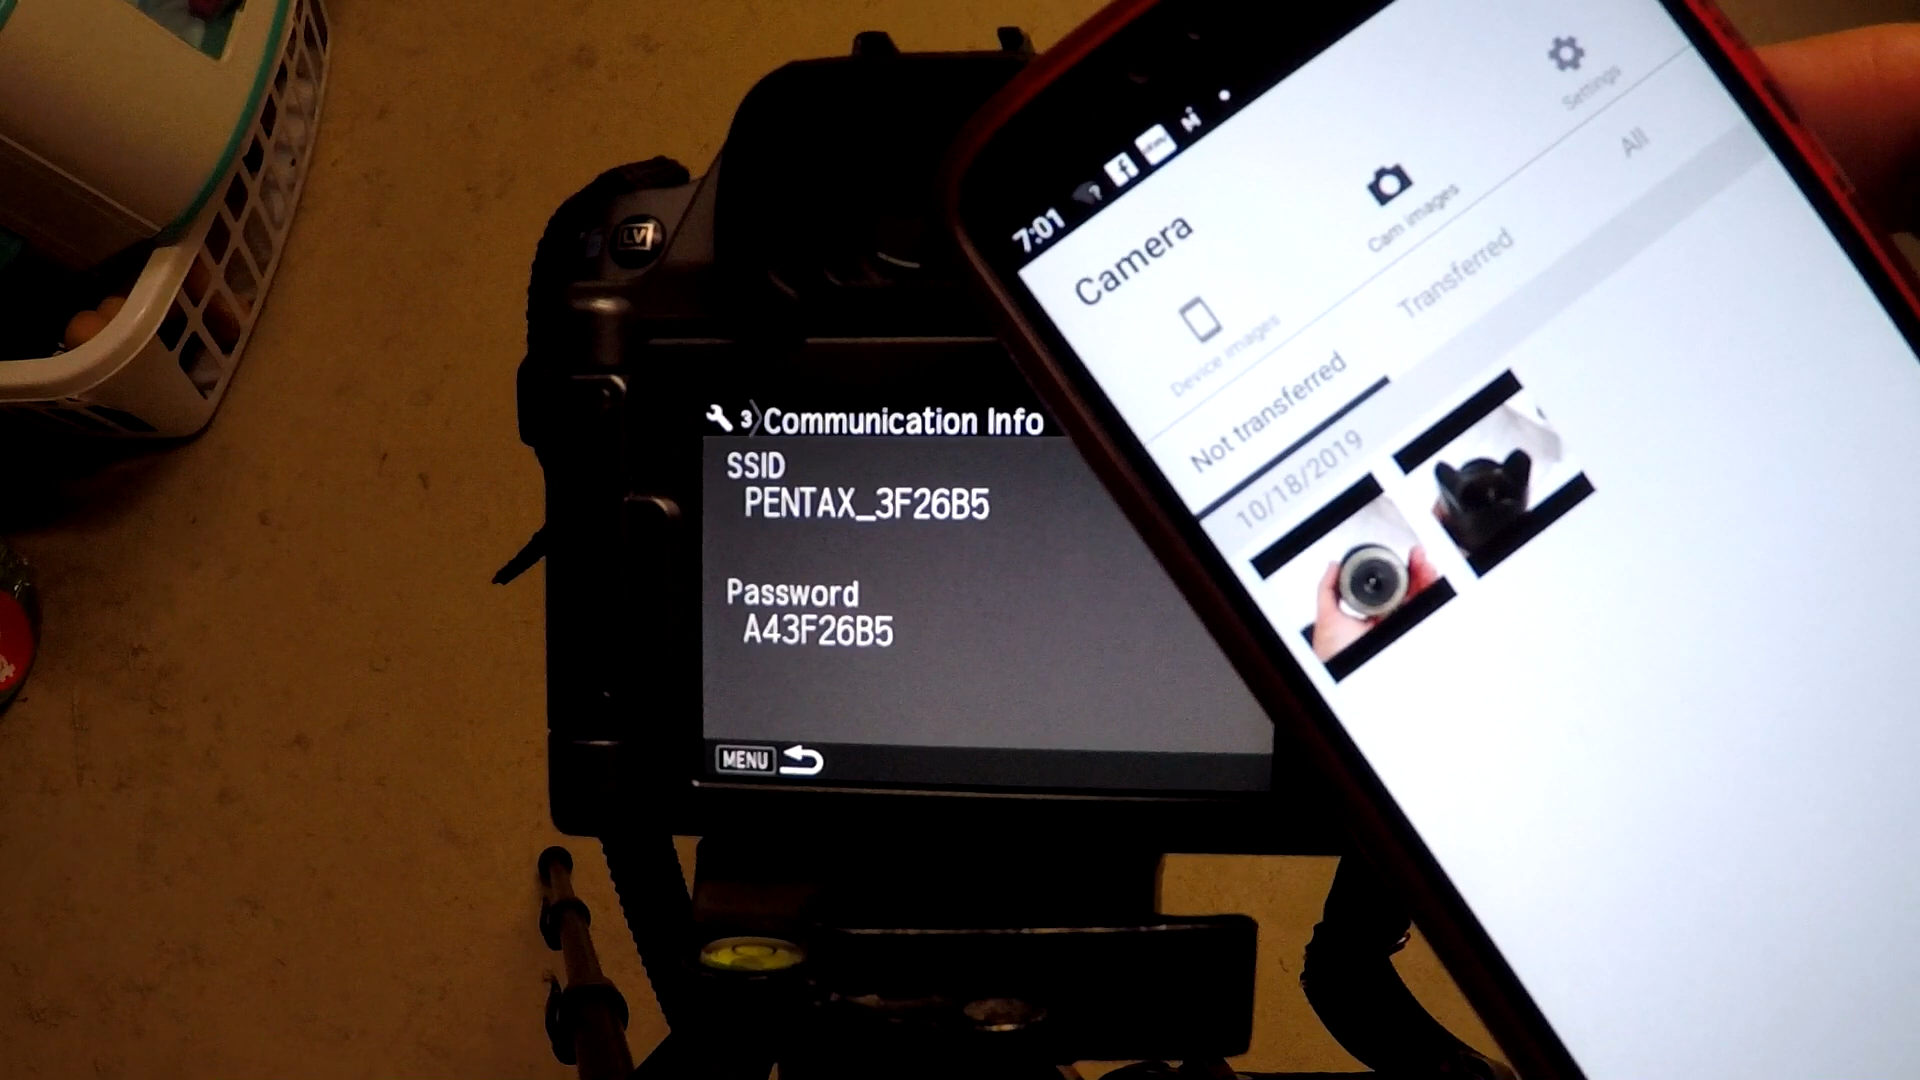 LV
3 Communication Info
SSID
PENTAX_3F26B5
Password
A43F26B5
MENU
7:01
Camera
Settings
Cam images
Device images
All
Transferred
Not transferred
10/18/2019